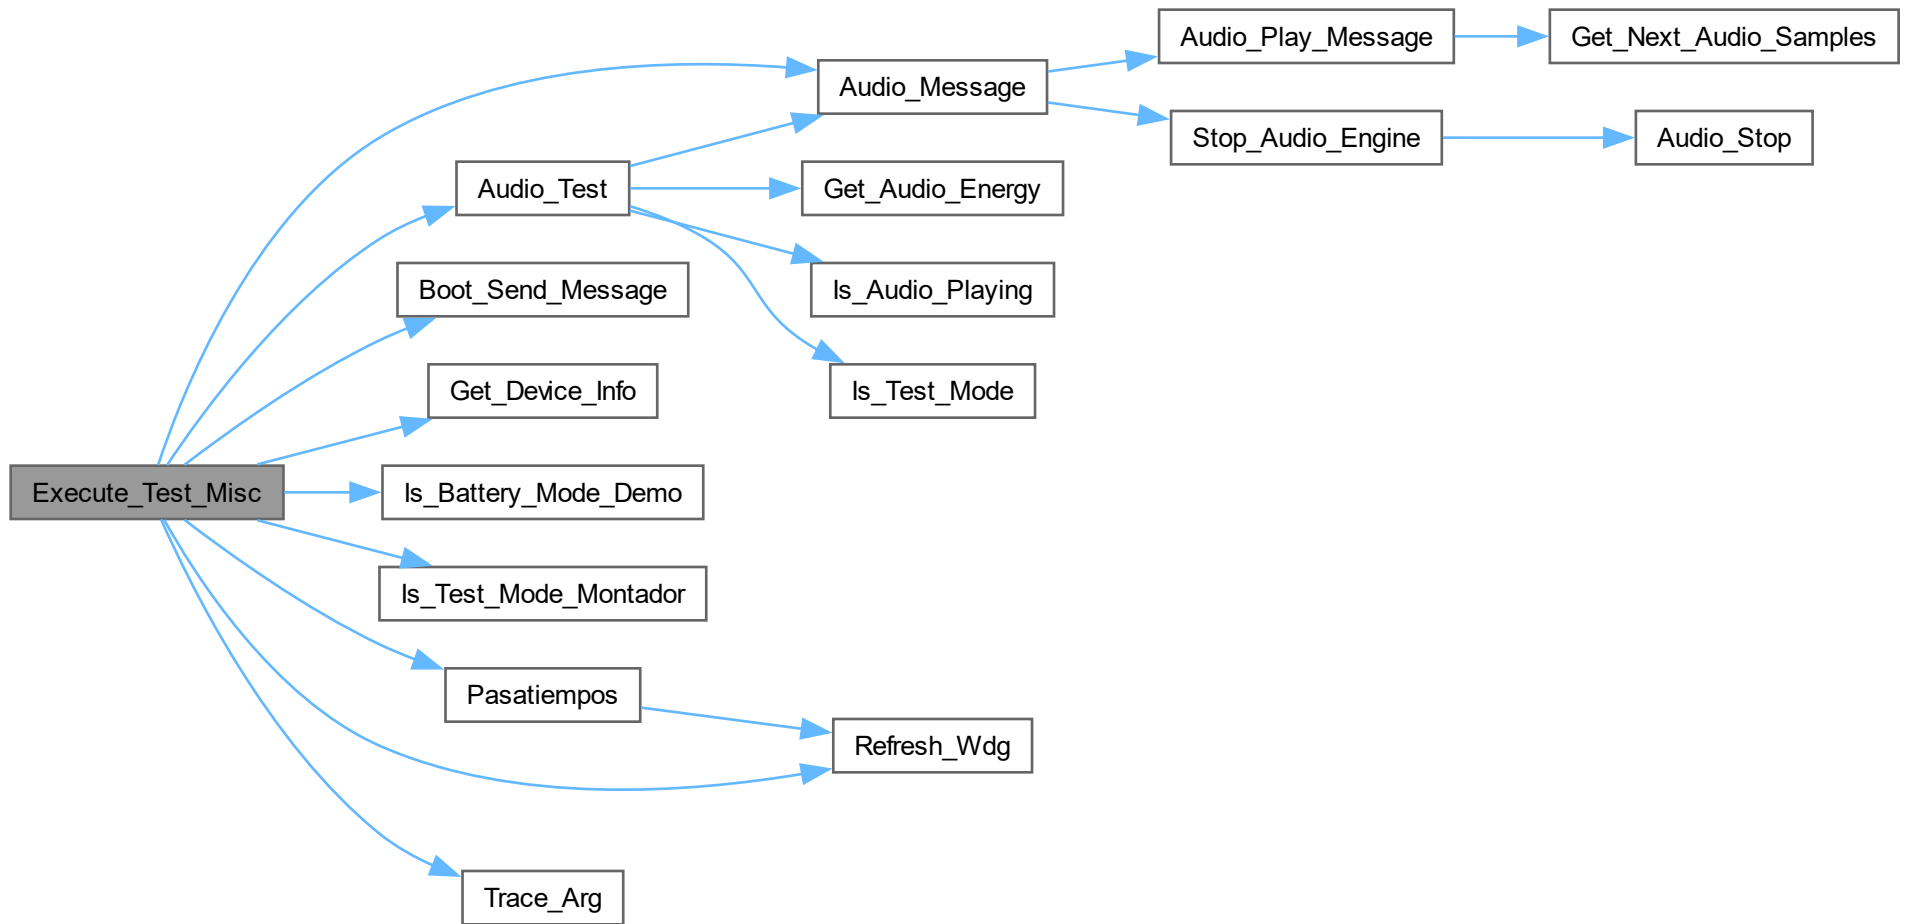 Audio_Play_Message
Get_Next_Audio_Samples
Audio_Message
Stop_Audio_Engine
Audio_Stop
Audio_Test
Get_Audio_Energy
Boot_Send_Message
Is_Audio_Playing
Get_Device_Info
Is_Test_Mode
Execute_Test_Misc
Is_Battery_Mode_Demo
Is_Test_Mode_Montador
Pasatiempos
Refresh_Wdg
Trace_Arg